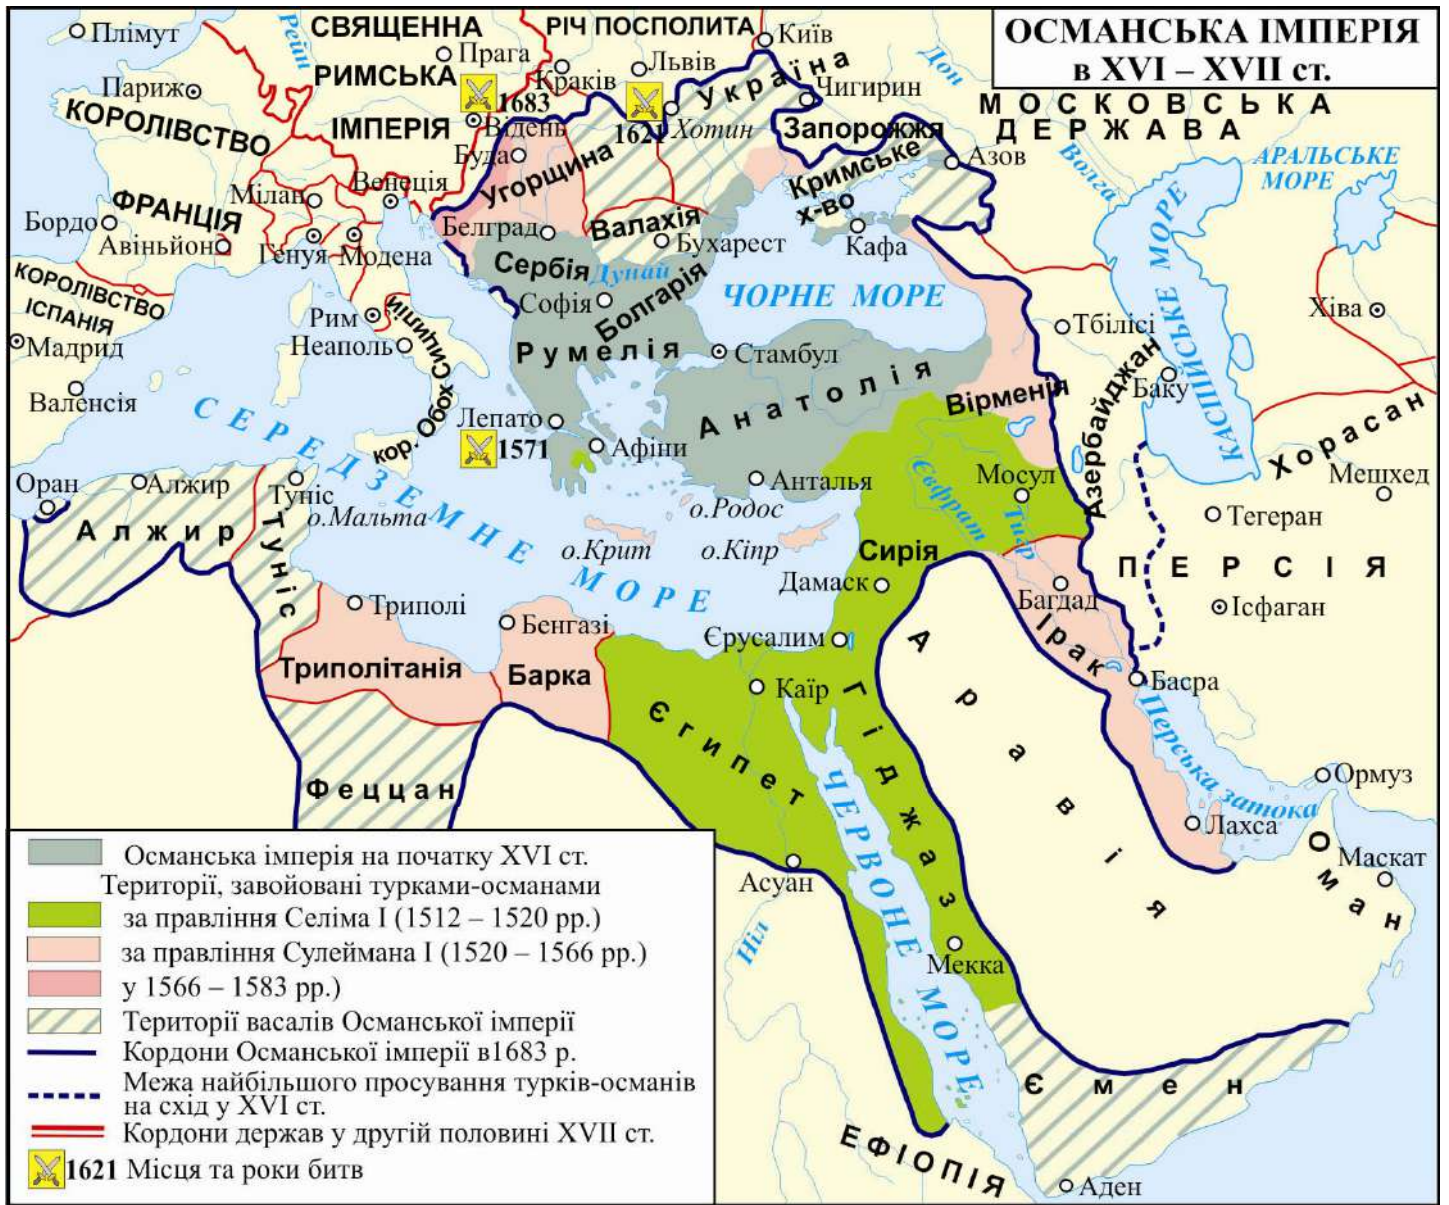 ОСМАНСЬКА ІМПЕРІЯ
в XVI – XVII ст.
Плімут
Рейн
СВЯЩЕННА
РИМСЬКА
ІМПЕРІЯ
Прага
РІЧ ПОСПОЛИТА
Київ
Львів
Краків
Україна
Дон
Чигирин
МОСКОВСЬКА
ДЕРЖАВА
Париж
КОРОЛІВСТВО
ФРАНЦІЯ
1683
Відень
1621
Хотин
Запорожжя
Буда
Угорщина
Кримське
х-во
Азов
Волга
АРАЛЬСЬКЕ
МОРЕ
Мілан
Венеція
Бордо
Авіньйон
Генуя
Модена
Белград
Валахія
Бухарест
Кафа
КОРОЛІВСТВО
ІСПАНІЯ
Сербія
Дунай
Софія
Болгарія
ЧОРНЕ МОРЕ
КАСПІЙСЬКЕ МОРЕ
Хіва
Рим
Неаполь
кор. Обох Сицилій
Мадрид
Валенсія
Румелія
Стамбул
Тбілісі
Азербайджан
Баку
Анатолія
Вірменія
Хорасан
Мешхед
СЕРЕДЗЕМНЕ МОРЕ
Лепато
1571
Афіни
Анталья
Мосул
Євфрат
Тигр
Тегеран
Оран
Алжир
Алжир
Туніс
Туніс
о.Мальта
о.Крит
о.Родос
о.Кіпр
Сирія
Дамаск
ПЕРСІЯ
Ісфаган
Багдад
Ірак
Триполі
Бенгазі
Єрусалим
Триполітанія
Барка
Каїр
Басра
Аравія
Єгипет
Гіджаз
Перська затока
Ормуз
Феццан
ЧЕРВОНЕ МОРЕ
Лахса
Оман
Маскат
Асуан
Ніл
Мекка
Ємен
ЕФІОПІЯ
Аден
Османська імперія на початку XVI ст.
Території, завойовані турками-османами
за правління Селіма I (1512 – 1520 рр.)
за правління Сулеймана I (1520 – 1566 рр.)
у 1566 – 1583 рр.)
Території васалів Османської імперії
Кордони Османської імперії в1683 р.
Межа найбільшого просування турків-османів
на схід у XVI ст.
Кордони держав у другій половині XVII ст.
1621 Місця та роки битв